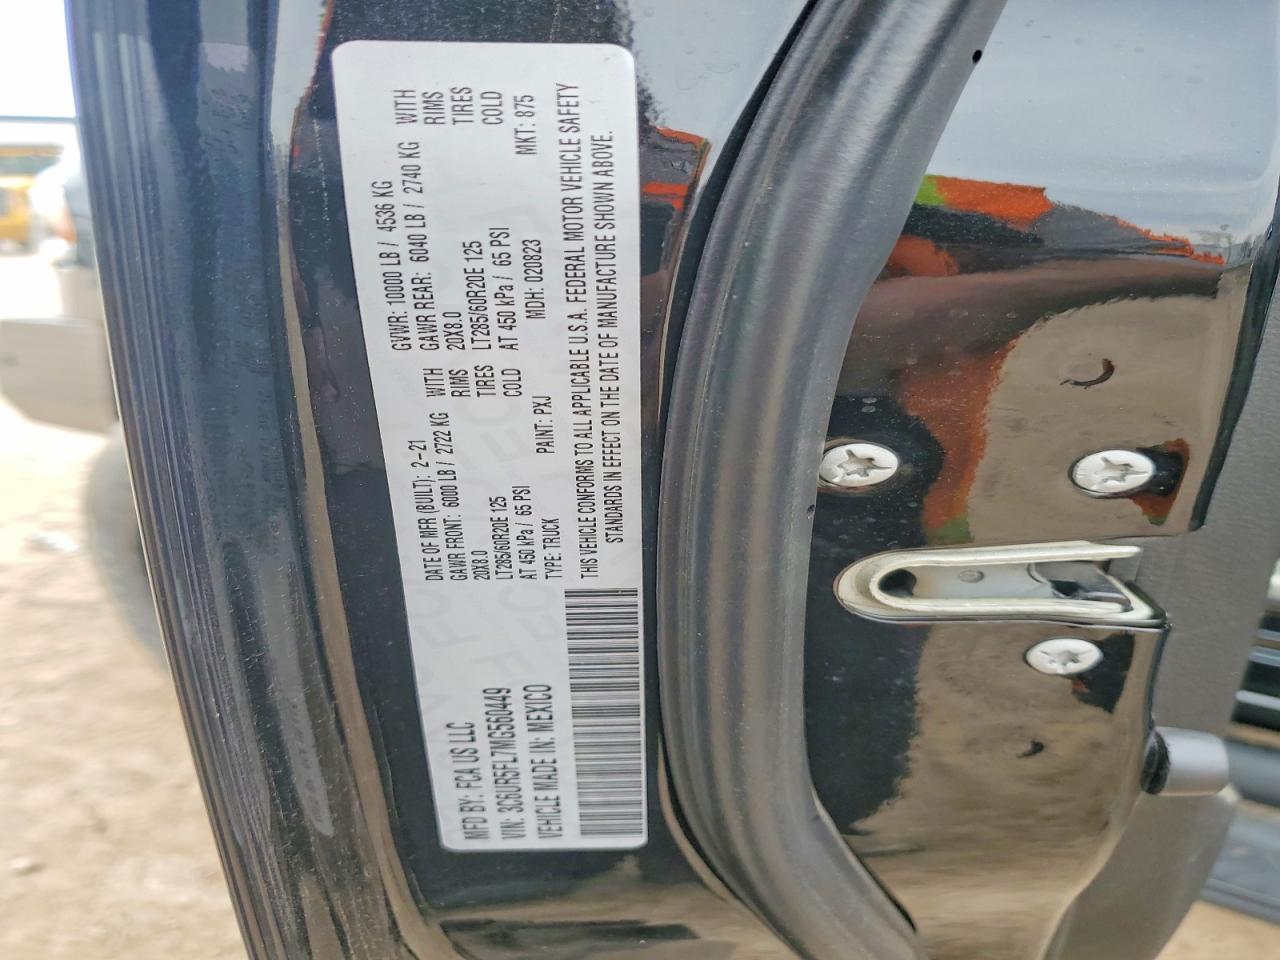 MFD BY: FCA US LLC
VIN: 3C6UR5FL7MG560449
VEHICLE MADE IN: MEXICO
DATE OF MFR (BUILT): 2-21 GVWR: 10000 LB / 4536 KG
GAWR FRONT: 6000 LB / 2722 KG WITH GAWR REAR: 6040 LB / 2740 KG WITH
20X8.0 RIMS 20X8.0 RIMS
LT285/60R20E 125 TIRES LT285/60R20E 125 TIRES
AT 450 kPa / 65 PSI COLD AT 450 kPa / 65 PSI COLD
TYPE: TRUCK PAINT: PXJ MDH: 020823 MKT: 875
THIS VEHICLE CONFORMS TO ALL APPLICABLE U.S.A. FEDERAL MOTOR VEHICLE SAFETY
STANDARDS IN EFFECT ON THE DATE OF MANUFACTURE SHOWN ABOVE.